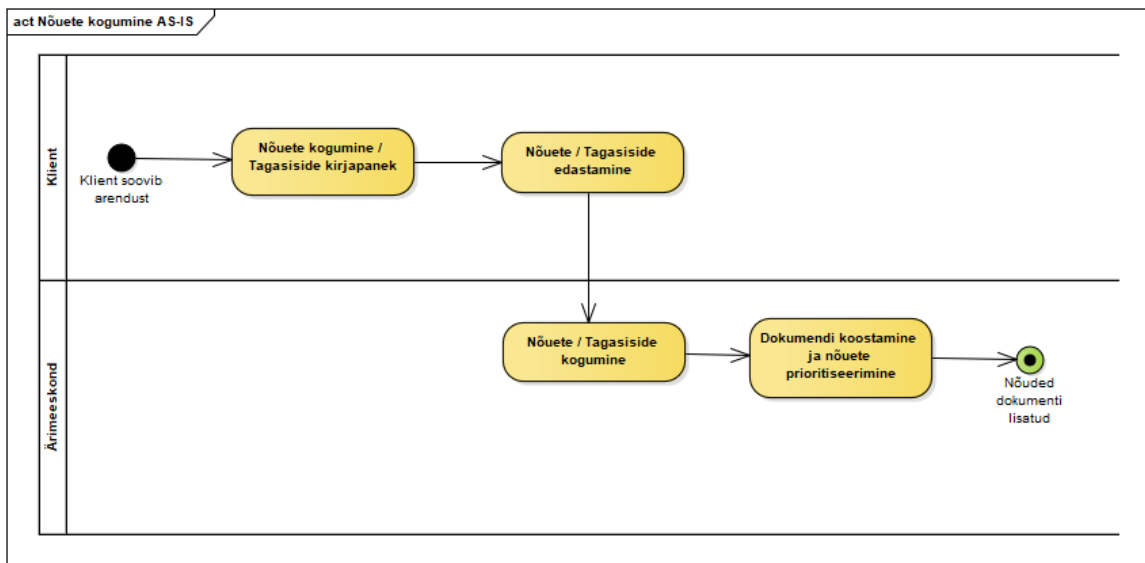 act Nõuete kogumine AS-IS
Klient
Klient soovib
arendust
Nõuete kogumine /
Tagasiside kirjapanek
Nõuete / Tagasiside
edastamine
Ärimeeskond
Nõuete / Tagasiside
kogumine
Dokumendi koostamine
ja nõuete
prioritiseerimine
Nõuded
dokumenti
lisatud